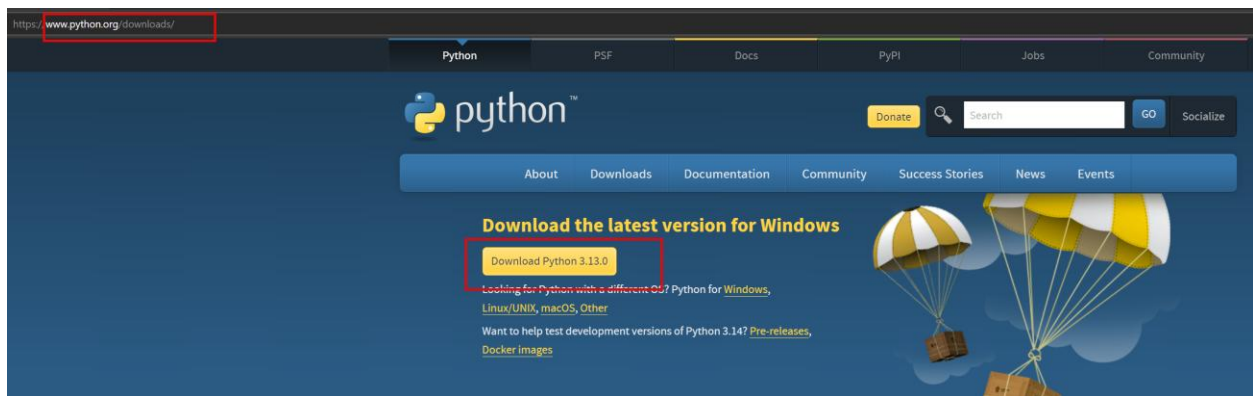 https://www.python.org/downloads/
Python PSF Docs PyPI Jobs Community
python™
Donate Search GO Socialize
About Downloads Documentation Community Success Stories News Events
Download the latest version for Windows
Download Python 3.13.0
Looking for Python with a different OS? Python for Windows,
Linux/UNIX, macOS, Other
Want to help test development versions of Python 3.14? Pre-releases,
Docker images